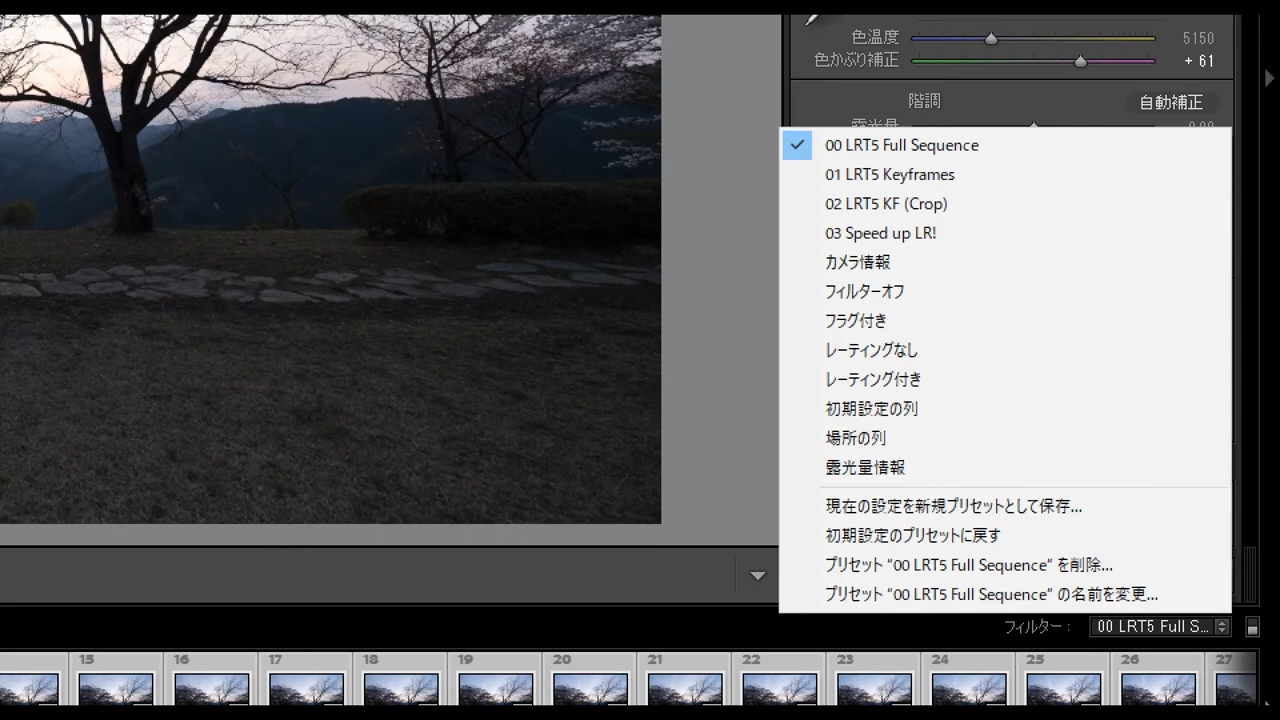 色温度 5150
色かぶり補正 + 61
階調 自動補正
露光量 0.00
00 LRT5 Full Sequence
01 LRT5 Keyframes
02 LRT5 KF (Crop)
03 Speed up LR!
カメラ情報
フィルターオフ
フラグ付き
レーティングなし
レーティング付き
初期設定の列
場所の列
露光量情報
現在の設定を新規プリセットとして保存...
初期設定のプリセットに戻す
プリセット “00 LRT5 Full Sequence” を削除...
プリセット “00 LRT5 Full Sequence” の名前を変更...
フィルター : 00 LRT5 Full S...
15 16 17 18 19 20 21 22 23 24 25 26 27